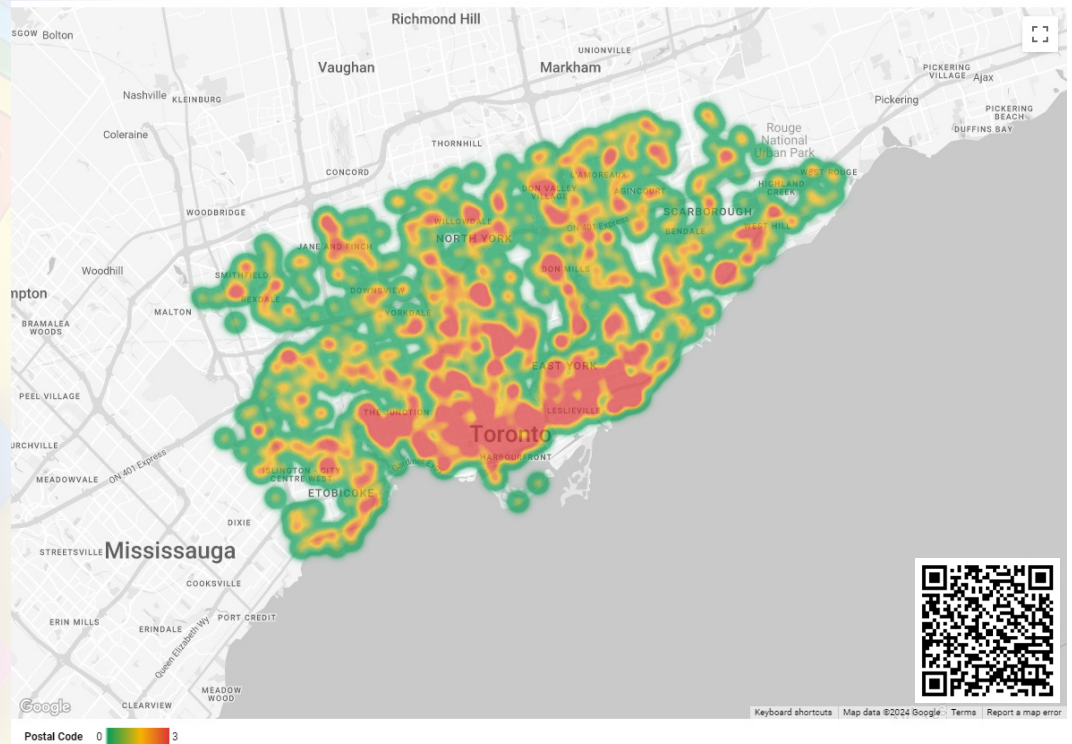 Richmond Hill
SGOW
Bolton
UNIONVILLE
Vaughan
Markham
PICKERING
VILLAGE
Ajax
Nashville
KLEINBURG
Pickering
PICKERING
BEACH
Coleraine
Rouge
National
Urban Park
DUFFINS BAY
THORNHILL
CONCORD
L'AMOREAUX
WEST ROUGE
DON VALLEY
VILLAGE
AGINCOURT
HIGHLAND
CREEK
WOODBRIDGE
SCARBOROUGH
WILLOWDALE
ON 401 Express
BENDALE
WEST HILL
NORTH YORK
JANE AND FINCH
Woodhill
SMITHFIELD
DON MILLS
mpton
REXDALE
DOWNSVIEW
MALTON
YORKDALE
BRAMALEA
WOODS
EAST YORK
PEEL VILLAGE
THE JUNCTION
LESLIEVILLE
Toronto
URCHVILLE
HARBOURFRONT
ON 401 Express
ISLINGTON - CITY
CENTRE WEST
MEADOWVALE
ETOBICOKE
DIXIE
STREETSVILLE
Mississauga
COOKSVILLE
PORT CREDIT
ERIN MILLS
ERINDALE
Queen Elizabeth Wy
MEADOW
WOOD
CLEARVIEW
Google
Keyboard shortcuts Map data ©2024 Google Terms Report a map error
Postal Code 0 3